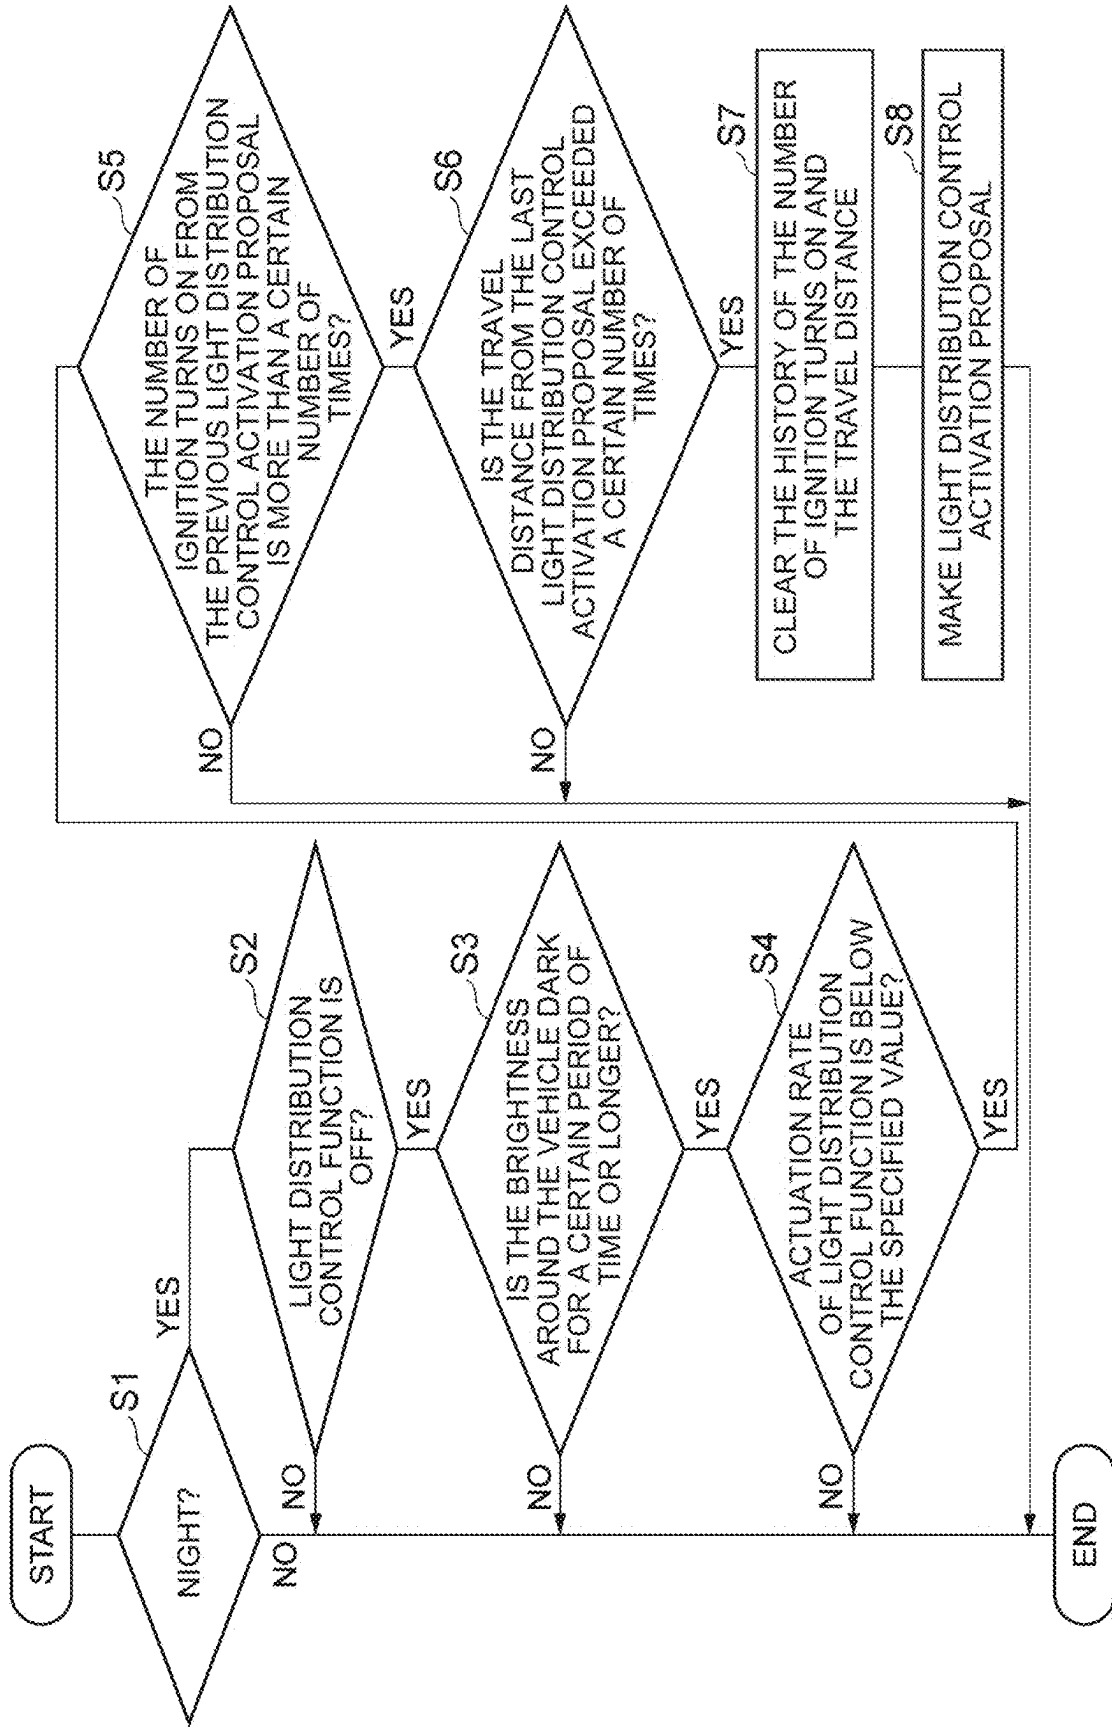 START
S1
NIGHT?
YES
NO
S2
LIGHT DISTRIBUTION
CONTROL FUNCTION IS
OFF?
NO
YES
S3
IS THE BRIGHTNESS
AROUND THE VEHICLE DARK
FOR A CERTAIN PERIOD OF
TIME OR LONGER?
NO
YES
S4
ACTUATION RATE
OF LIGHT DISTRIBUTION
CONTROL FUNCTION IS BELOW
THE SPECIFIED VALUE?
NO
YES
S5
THE NUMBER OF
IGNITION TURNS ON FROM
THE PREVIOUS LIGHT DISTRIBUTION
CONTROL ACTIVATION PROPOSAL
IS MORE THAN A CERTAIN
NUMBER OF
TIMES?
NO
YES
S6
IS THE TRAVEL
DISTANCE FROM THE LAST
LIGHT DISTRIBUTION CONTROL
ACTIVATION PROPOSAL EXCEEDED
A CERTAIN NUMBER OF
TIMES?
NO
YES
S7
CLEAR THE HISTORY OF THE NUMBER
OF IGNITION TURNS ON AND
THE TRAVEL DISTANCE
S8
MAKE LIGHT DISTRIBUTION CONTROL
ACTIVATION PROPOSAL
END